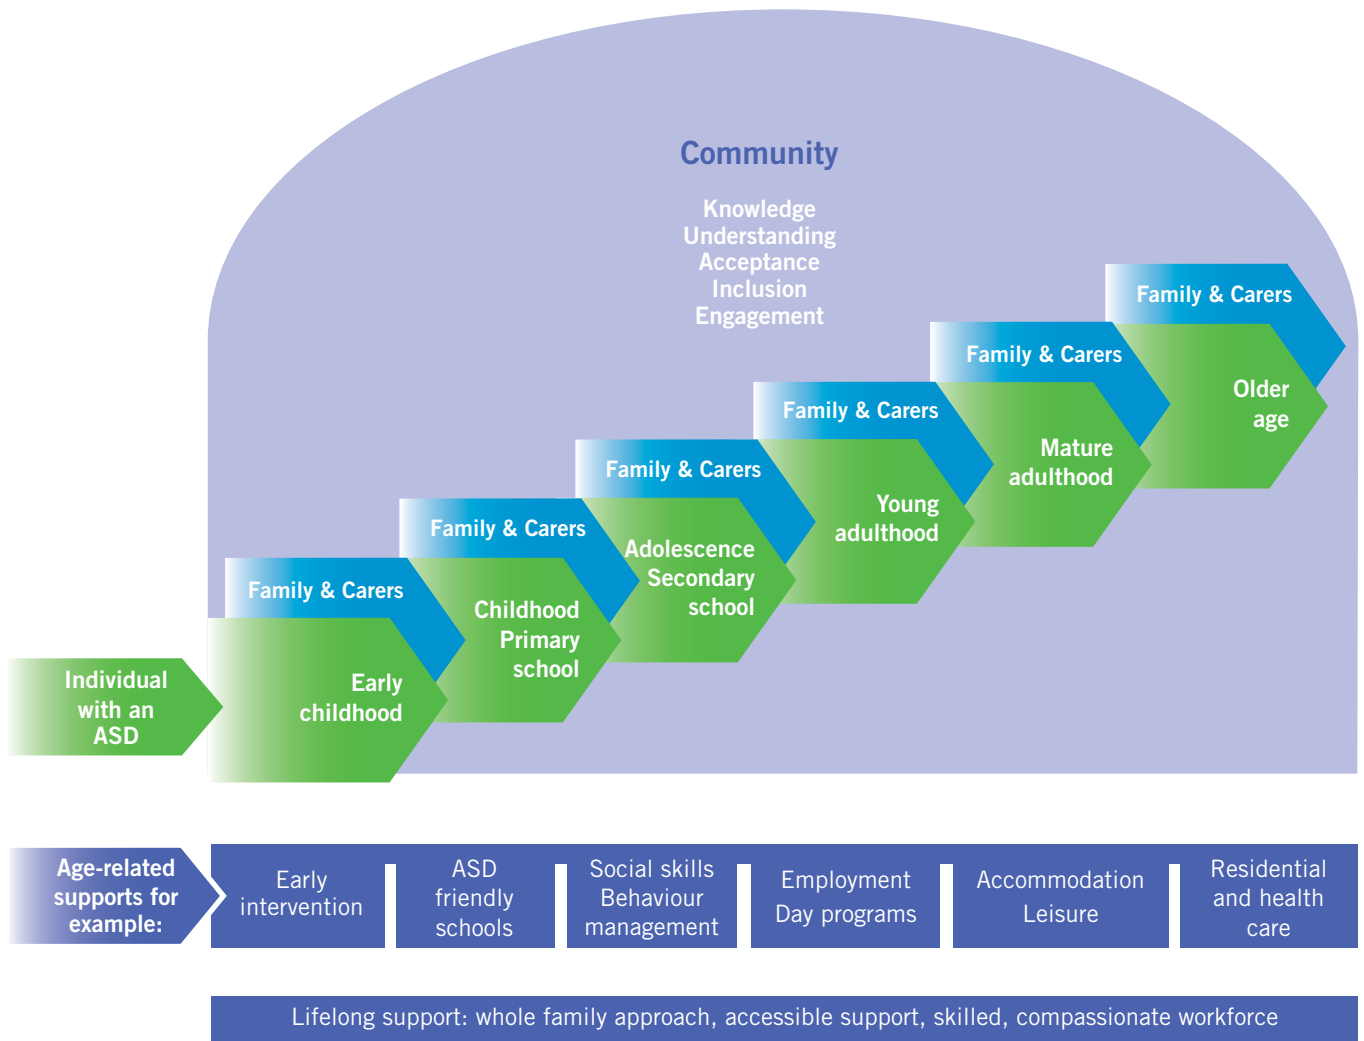 Community
Knowledge
Understanding
Acceptance
Inclusion
Engagement
Family & Carers
Older
age
Family & Carers
Mature
adulthood
Family & Carers
Young
adulthood
Family & Carers
Adolescence
Secondary
school
Family & Carers
Childhood
Primary
school
Family & Carers
Early
childhood
Individual
with an
ASD
Age-related
supports for
example:
Early
intervention
ASD
friendly
schools
Social skills
Behaviour
management
Employment
Day programs
Accommodation
Leisure
Residential
and health
care
Lifelong support: whole family approach, accessible support, skilled, compassionate workforce